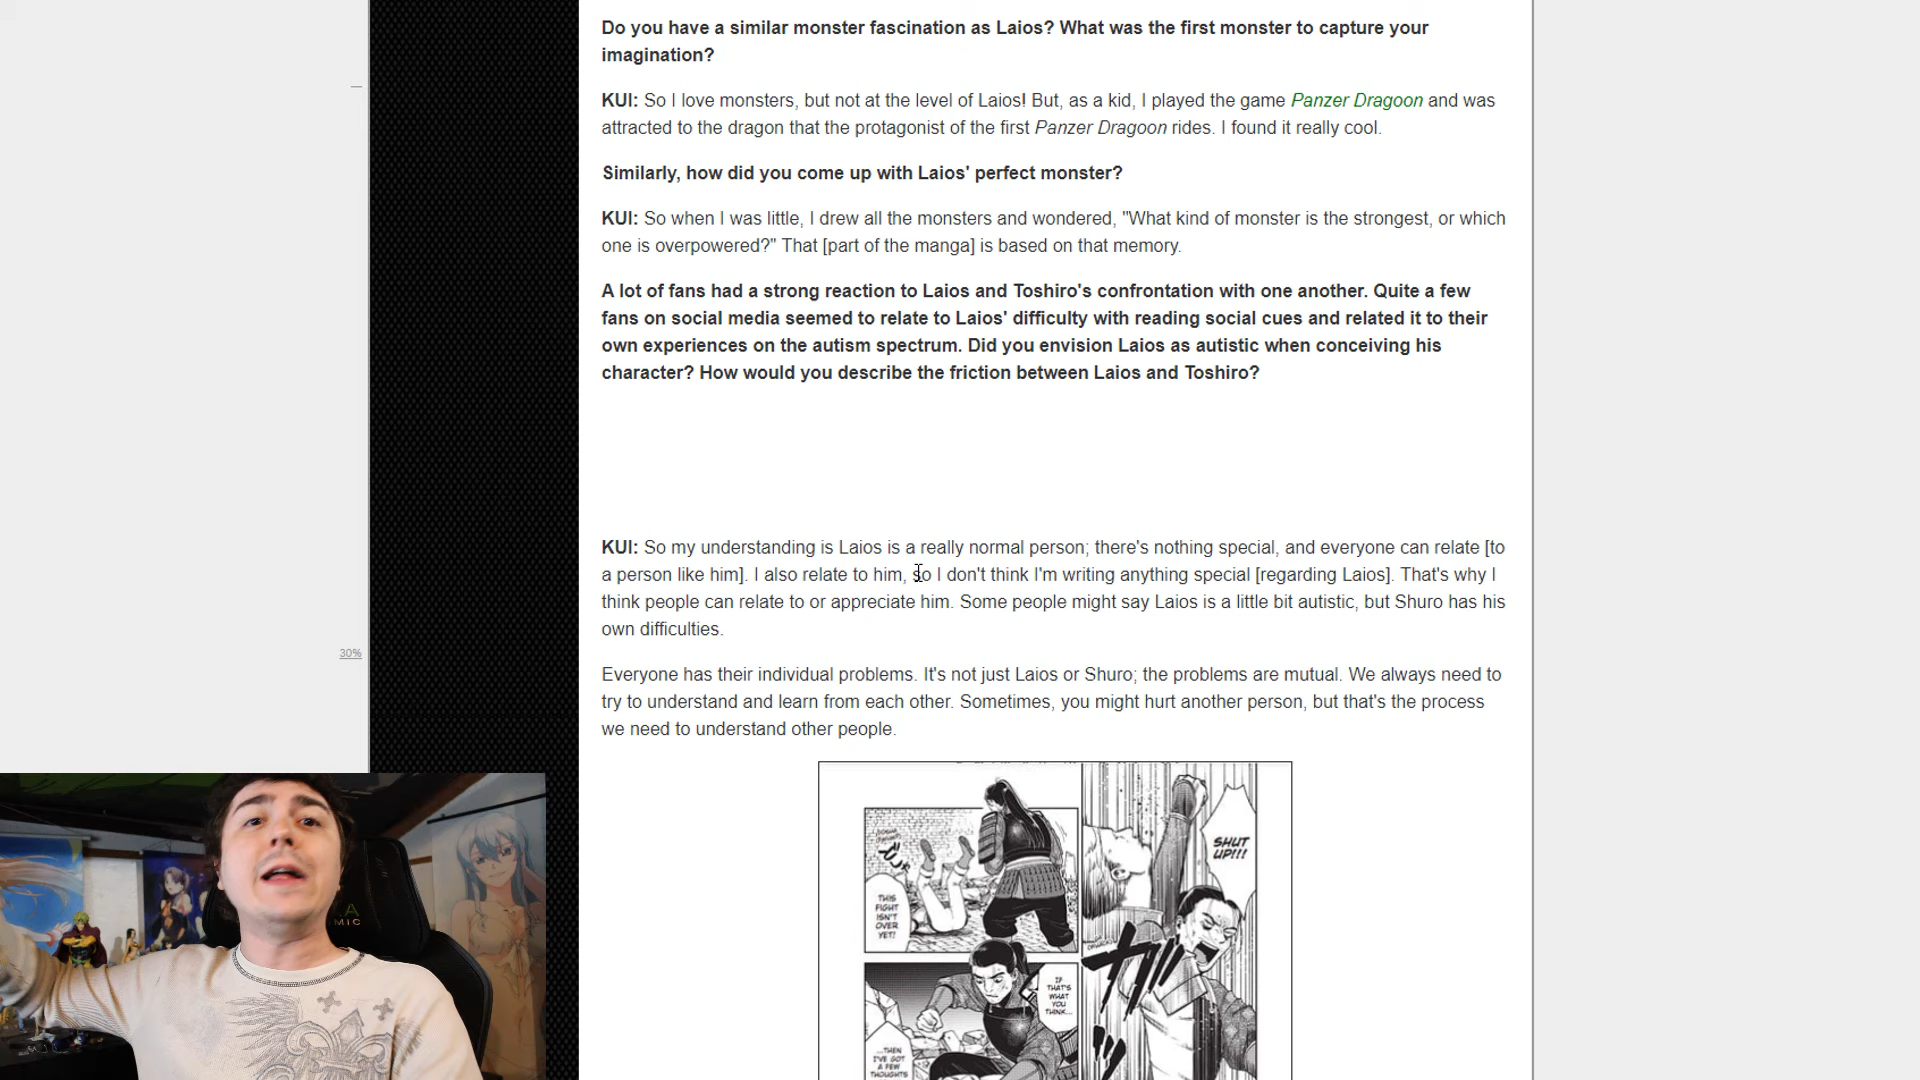 Do you have a similar monster fascination as Laios? What was the first monster to capture your
imagination?
KUI: So I love monsters, but not at the level of Laios! But, as a kid, I played the game Panzer Dragoon and was
attracted to the dragon that the protagonist of the first Panzer Dragoon rides. I found it really cool.
Similarly, how did you come up with Laios' perfect monster?
KUI: So when I was little, I drew all the monsters and wondered, "What kind of monster is the strongest, or which
one is overpowered?" That [part of the manga] is based on that memory.
A lot of fans had a strong reaction to Laios and Toshiro's confrontation with one another. Quite a few
fans on social media seemed to relate to Laios' difficulty with reading social cues and related it to their
own experiences on the autism spectrum. Did you envision Laios as autistic when conceiving his
character? How would you describe the friction between Laios and Toshiro?
KUI: So my understanding is Laios is a really normal person; there's nothing special, and everyone can relate [to
a person like him]. I also relate to him, so I don't think I'm writing anything special [regarding Laios]. That's why I
think people can relate to or appreciate him. Some people might say Laios is a little bit autistic, but Shuro has his
own difficulties.
30%
Everyone has their individual problems. It's not just Laios or Shuro; the problems are mutual. We always need to
try to understand and learn from each other. Sometimes, you might hurt another person, but that's the process
we need to understand other people.
SHUT
UP!!!
THIS
FIGHT
ISN'T
OVER
YET!
IF
THAT'S
WHAT
YOU
THINK...
...THEN
I'VE GOT
A FEW
THOUGHTS
MIC